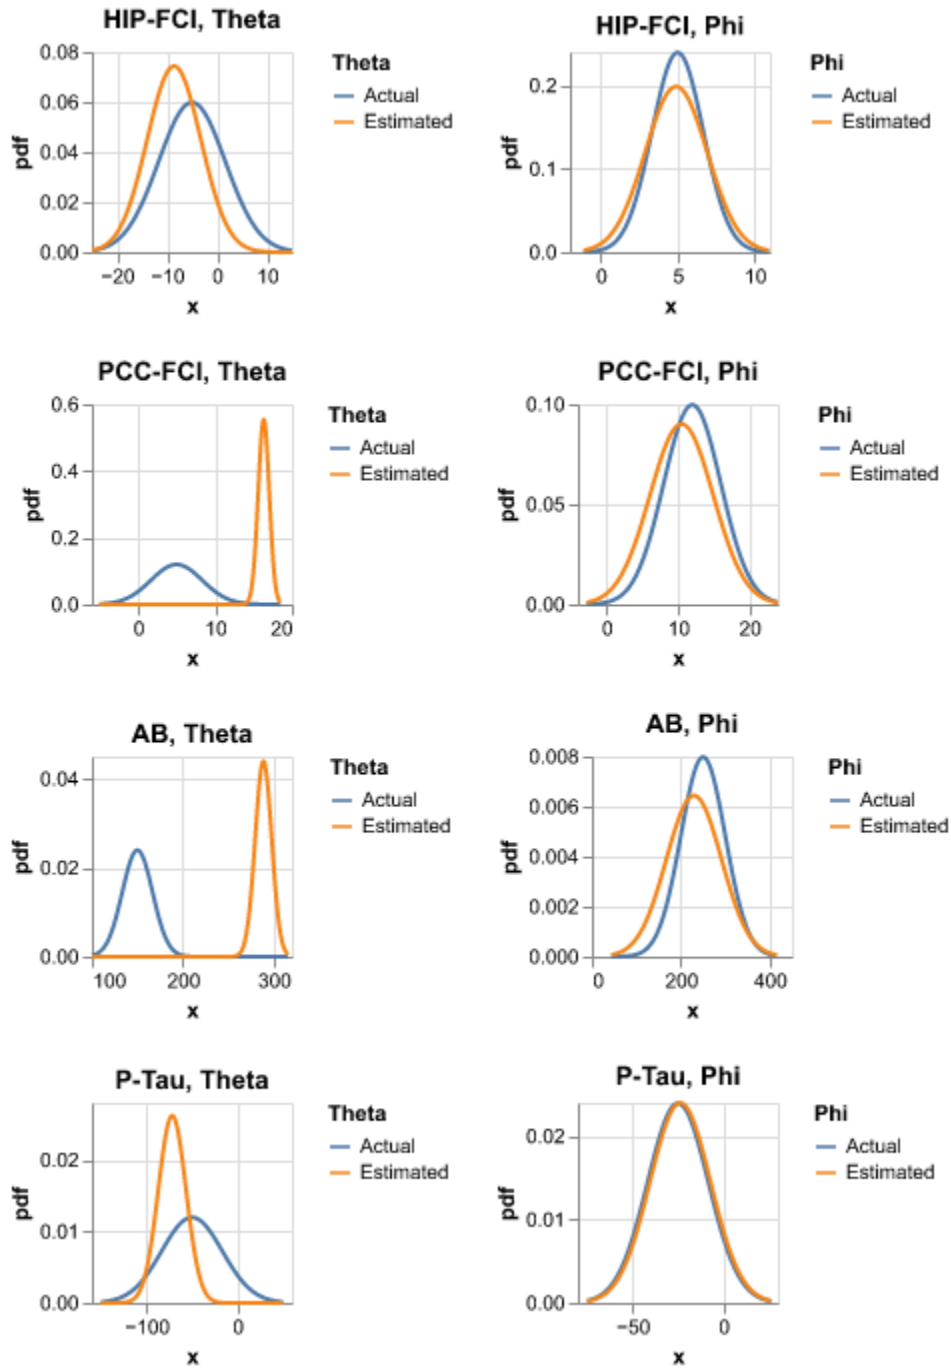 HIP-FCI, Theta
0.08
0.06
0.04
0.02
0.00
pdf
−20 −10 0 10
x
Theta
Actual
Estimated
HIP-FCI, Phi
0.2
0.1
0.0
pdf
0 5 10
x
Phi
Actual
Estimated
PCC-FCI, Theta
0.6
0.4
0.2
0.0
pdf
0 10 20
x
Theta
Actual
Estimated
PCC-FCI, Phi
0.10
0.05
0.00
pdf
0 10 20
x
Phi
Actual
Estimated
AB, Theta
0.04
0.02
0.00
pdf
100 200 300
x
Theta
Actual
Estimated
AB, Phi
0.008
0.006
0.004
0.002
0.000
pdf
0 200 400
x
Phi
Actual
Estimated
P-Tau, Theta
0.02
0.01
0.00
pdf
−100 0
x
Theta
Actual
Estimated
P-Tau, Phi
0.02
0.01
0.00
pdf
−50 0
x
Phi
Actual
Estimated